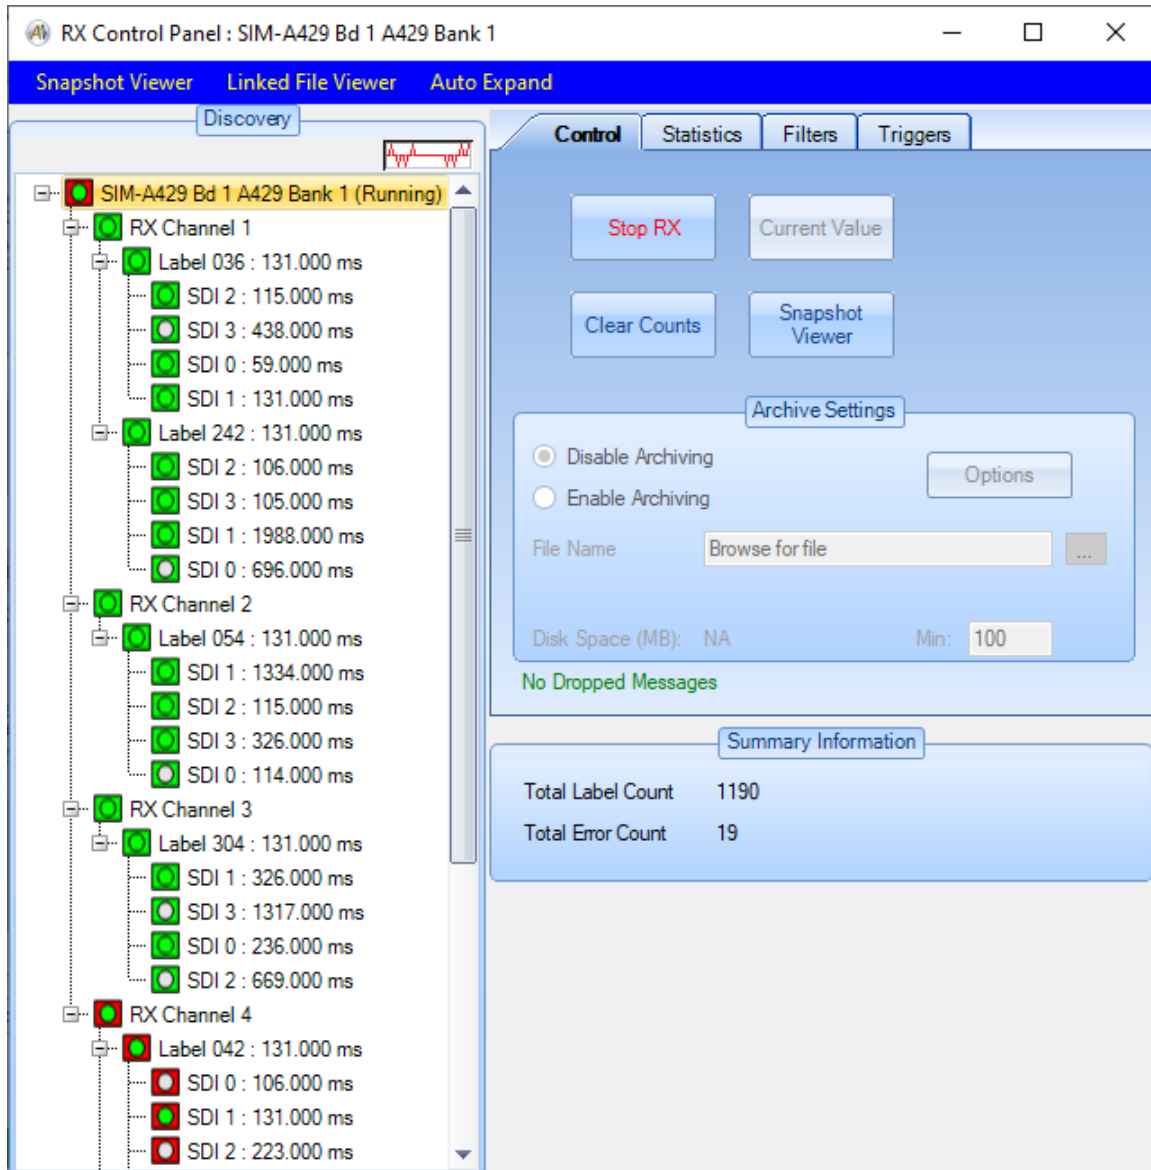 RX Control Panel : SIM-A429 Bd 1 A429 Bank 1
Snapshot Viewer Linked File Viewer Auto Expand
Discovery
SIM-A429 Bd 1 A429 Bank 1 (Running)
RX Channel 1
Label 036 : 131.000 ms
SDI 2 : 115.000 ms
SDI 3 : 438.000 ms
SDI 0 : 59.000 ms
SDI 1 : 131.000 ms
Label 242 : 131.000 ms
SDI 2 : 106.000 ms
SDI 3 : 105.000 ms
SDI 1 : 1988.000 ms
SDI 0 : 696.000 ms
RX Channel 2
Label 054 : 131.000 ms
SDI 1 : 1334.000 ms
SDI 2 : 115.000 ms
SDI 3 : 326.000 ms
SDI 0 : 114.000 ms
RX Channel 3
Label 304 : 131.000 ms
SDI 1 : 326.000 ms
SDI 3 : 1317.000 ms
SDI 0 : 236.000 ms
SDI 2 : 669.000 ms
RX Channel 4
Label 042 : 131.000 ms
SDI 0 : 106.000 ms
SDI 1 : 131.000 ms
SDI 2 : 223.000 ms
Control Statistics Filters Triggers
Stop RX Current Value
Clear Counts Snapshot Viewer
Archive Settings
Disable Archiving
Options
Enable Archiving
File Name Browse for file ...
Disk Space (MB): NA Min: 100
No Dropped Messages
Summary Information
Total Label Count 1190
Total Error Count 19